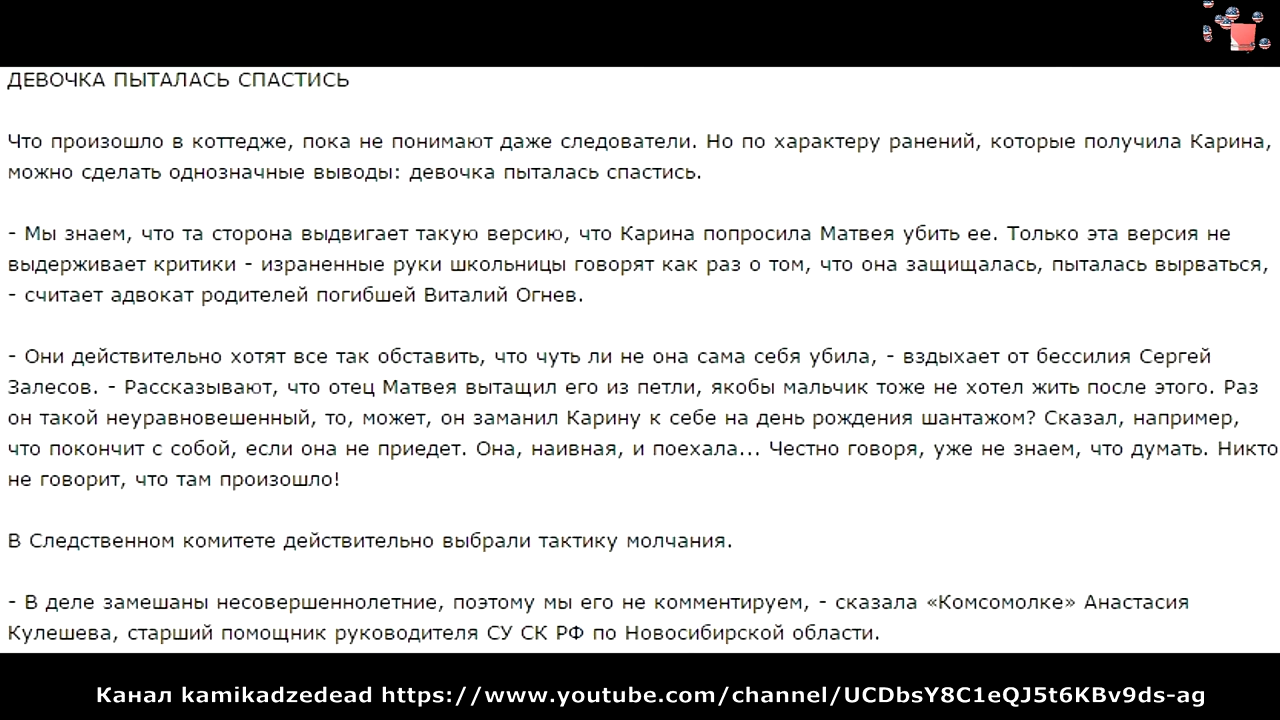 ДЕВОЧКА ПЫТАЛАСЬ СПАСТИСЬ
Что произошло в коттедже, пока не понимают даже следователи. Но по характеру ранений, которые получила Карина,
можно сделать однозначные выводы: девочка пыталась спастись.
- Мы знаем, что та сторона выдвигает такую версию, что Карина попросила Матвея убить ее. Только эта версия не
выдерживает критики - израненные руки школьницы говорят как раз о том, что она защищалась, пыталась вырваться,
- считает адвокат родителей погибшей Виталий Огнев.
- Они действительно хотят все так обставить, что чуть ли не она сама себя убила, - вздыхает от бессилия Сергей
Залесов. - Рассказывают, что отец Матвея вытащил его из петли, якобы мальчик тоже не хотел жить после этого. Раз
он такой неуравновешенный, то, может, он заманил Карину к себе на день рождения шантажом? Сказал, например,
что покончит с собой, если она не приедет. Она, наивная, и поехала... Честно говоря, уже не знаем, что думать. Никто
не говорит, что там произошло!
В Следственном комитете действительно выбрали тактику молчания.
- В деле замешаны несовершеннолетние, поэтому мы его не комментируем, - сказала «Комсомолке» Анастасия
Кулешева, старший помощник руководителя СУ СК РФ по Новосибирской области.
Канал kamikadzedead https://www.youtube.com/channel/UCDbsY8C1eQJ5t6KBv9ds-ag